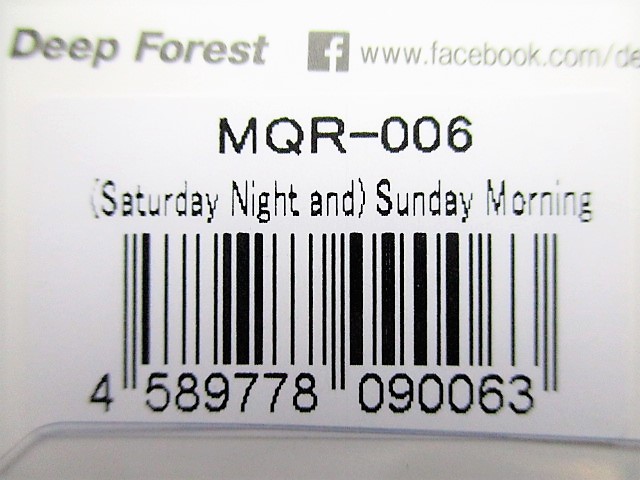 Deep Forest www.facebook.com/de
MQR-006
(Saturday Night and) Sunday Morning
4 589778 090063